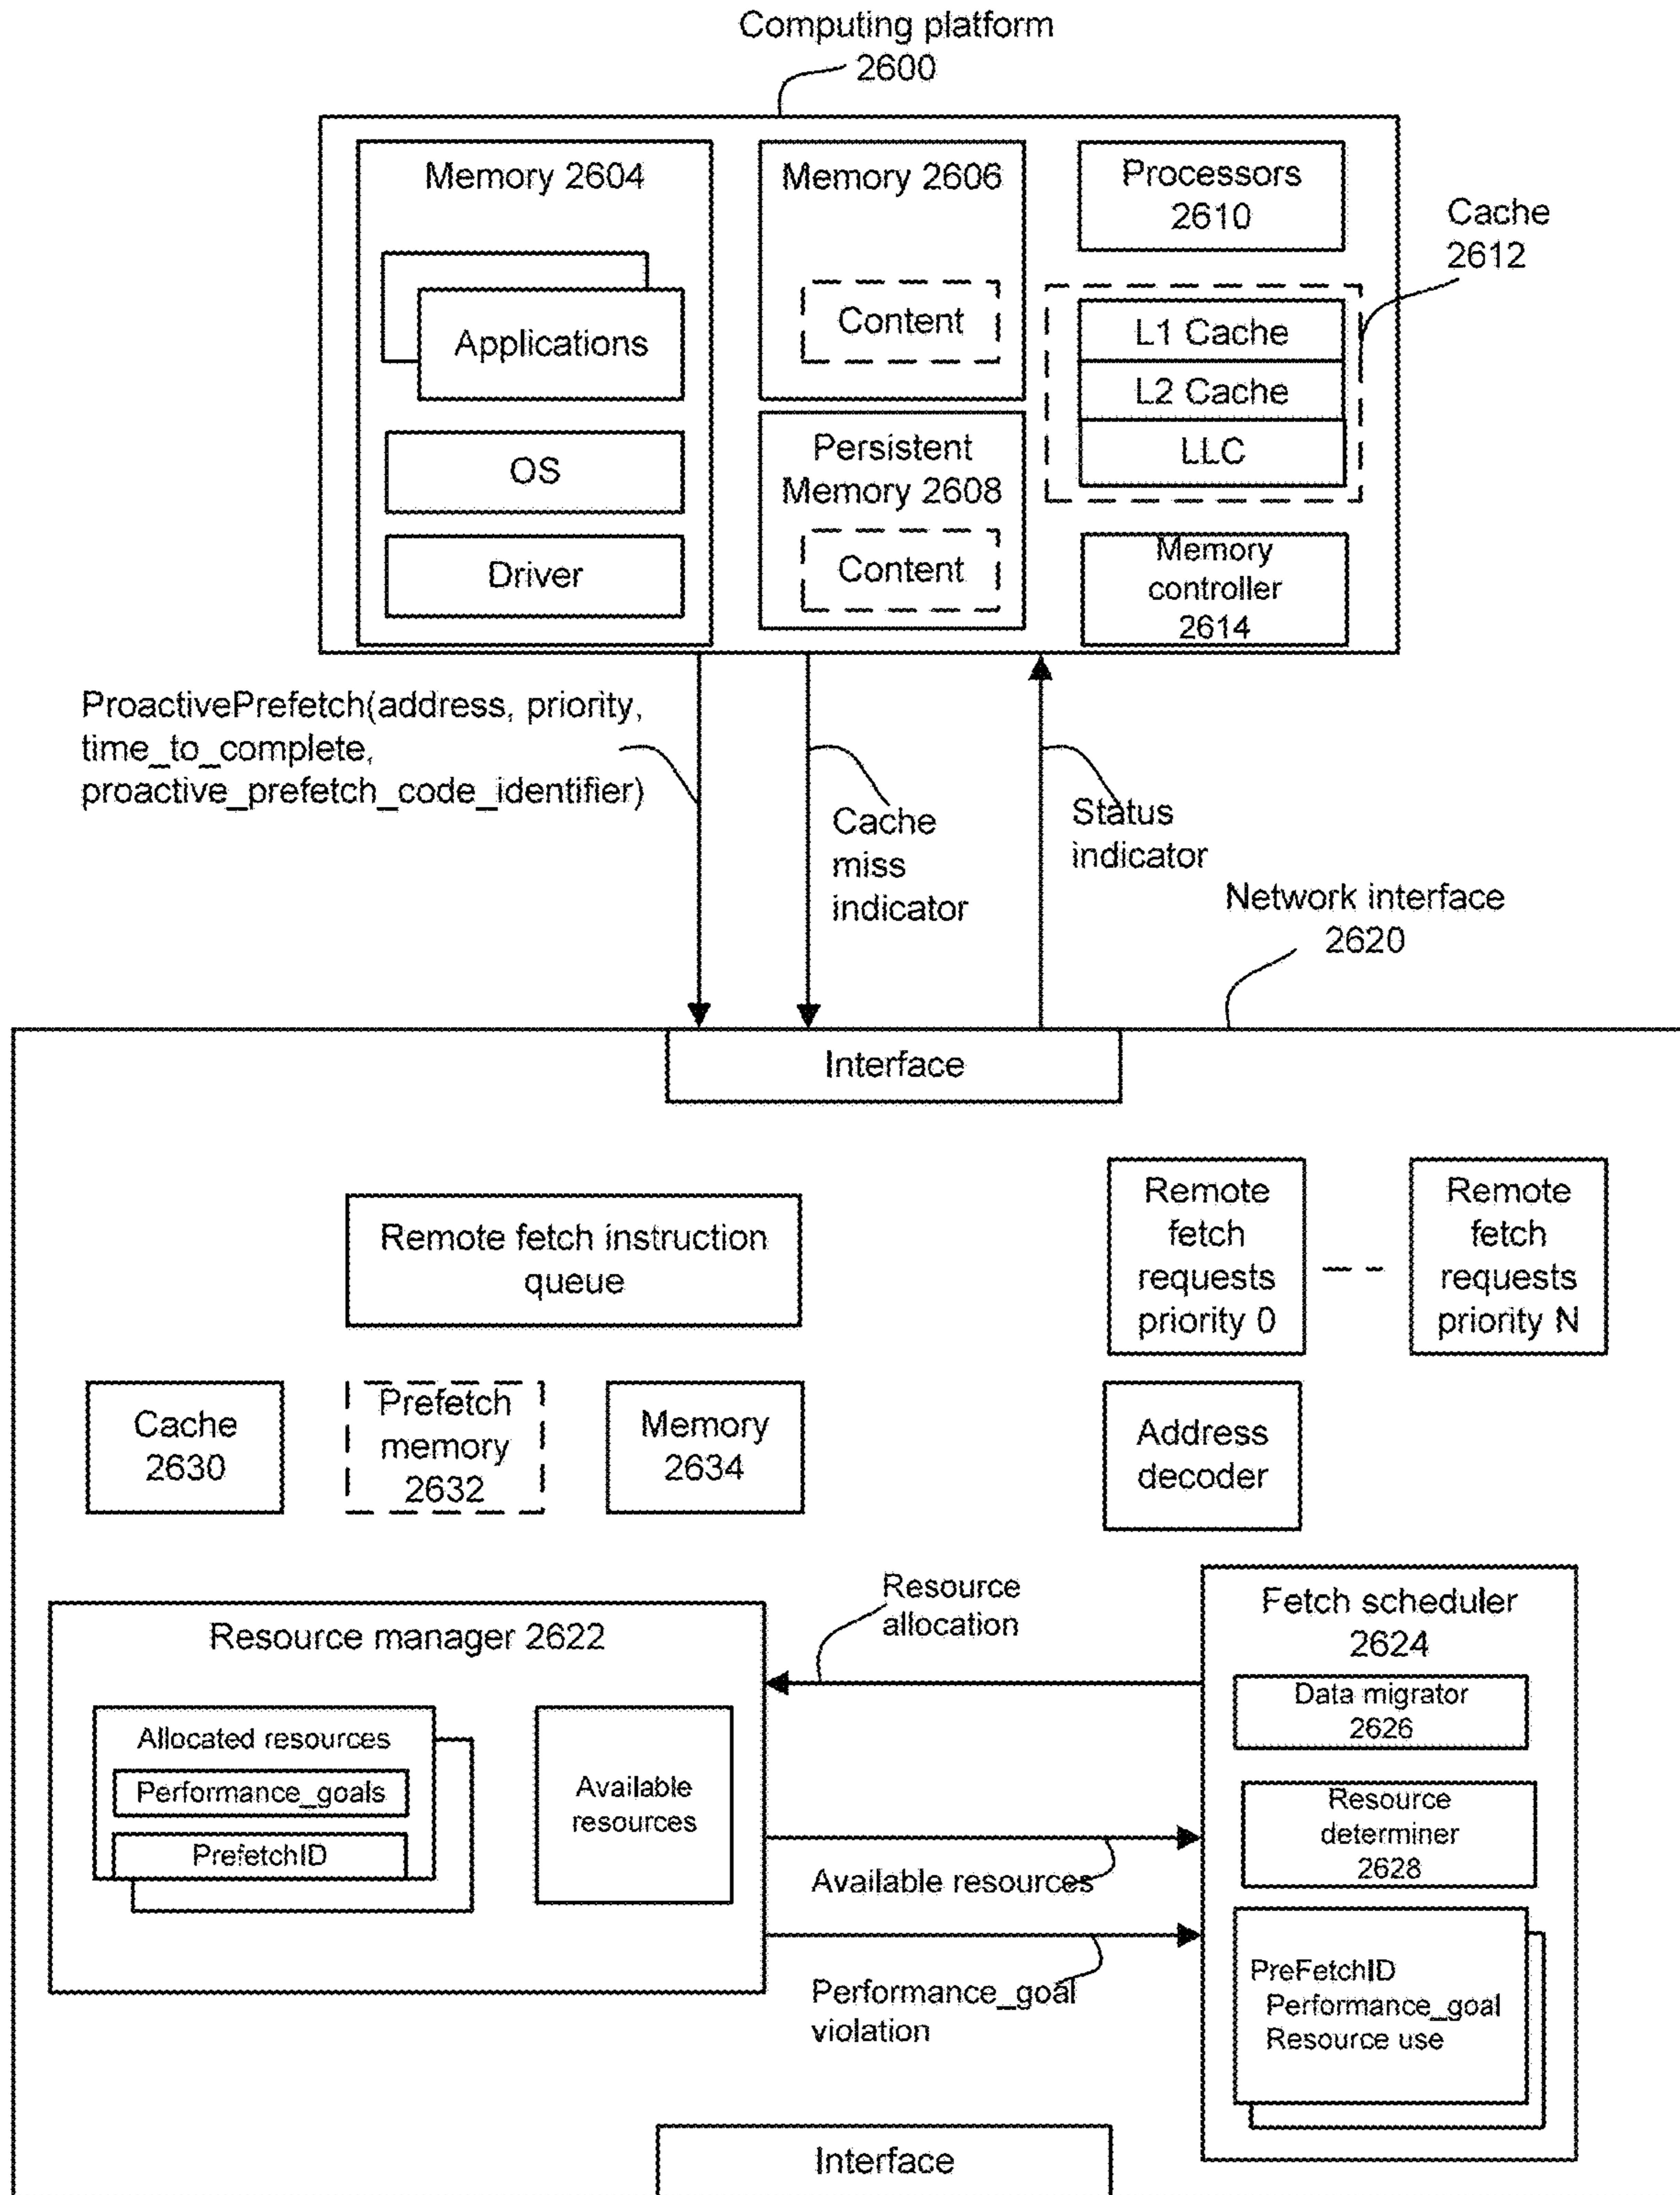 Computing platform
2600
Memory 2604
Applications
OS
Driver
Memory 2606
Content
Persistent
Memory 2608
Content
Processors
2610
Cache
2612
L1 Cache
L2 Cache
LLC
Memory
controller
2614
ProactivePrefetch(address, priority,
time_to_complete,
proactive_prefetch_code_identifier)
Cache
miss
indicator
Status
indicator
Network interface
2620
Interface
Remote fetch instruction
queue
Remote
fetch
requests
priority 0
Remote
fetch
requests
priority N
Cache
2630
Prefetch
memory
2632
Memory
2634
Address
decoder
Resource manager 2622
Allocated resources
Performance_goals
PrefetchID
Available
resources
Resource
allocation
Available resources
Performance_goal
violation
Fetch scheduler
2624
Data migrator
2626
Resource
determiner
2628
PreFetchID
Performance_goal
Resource use
Interface